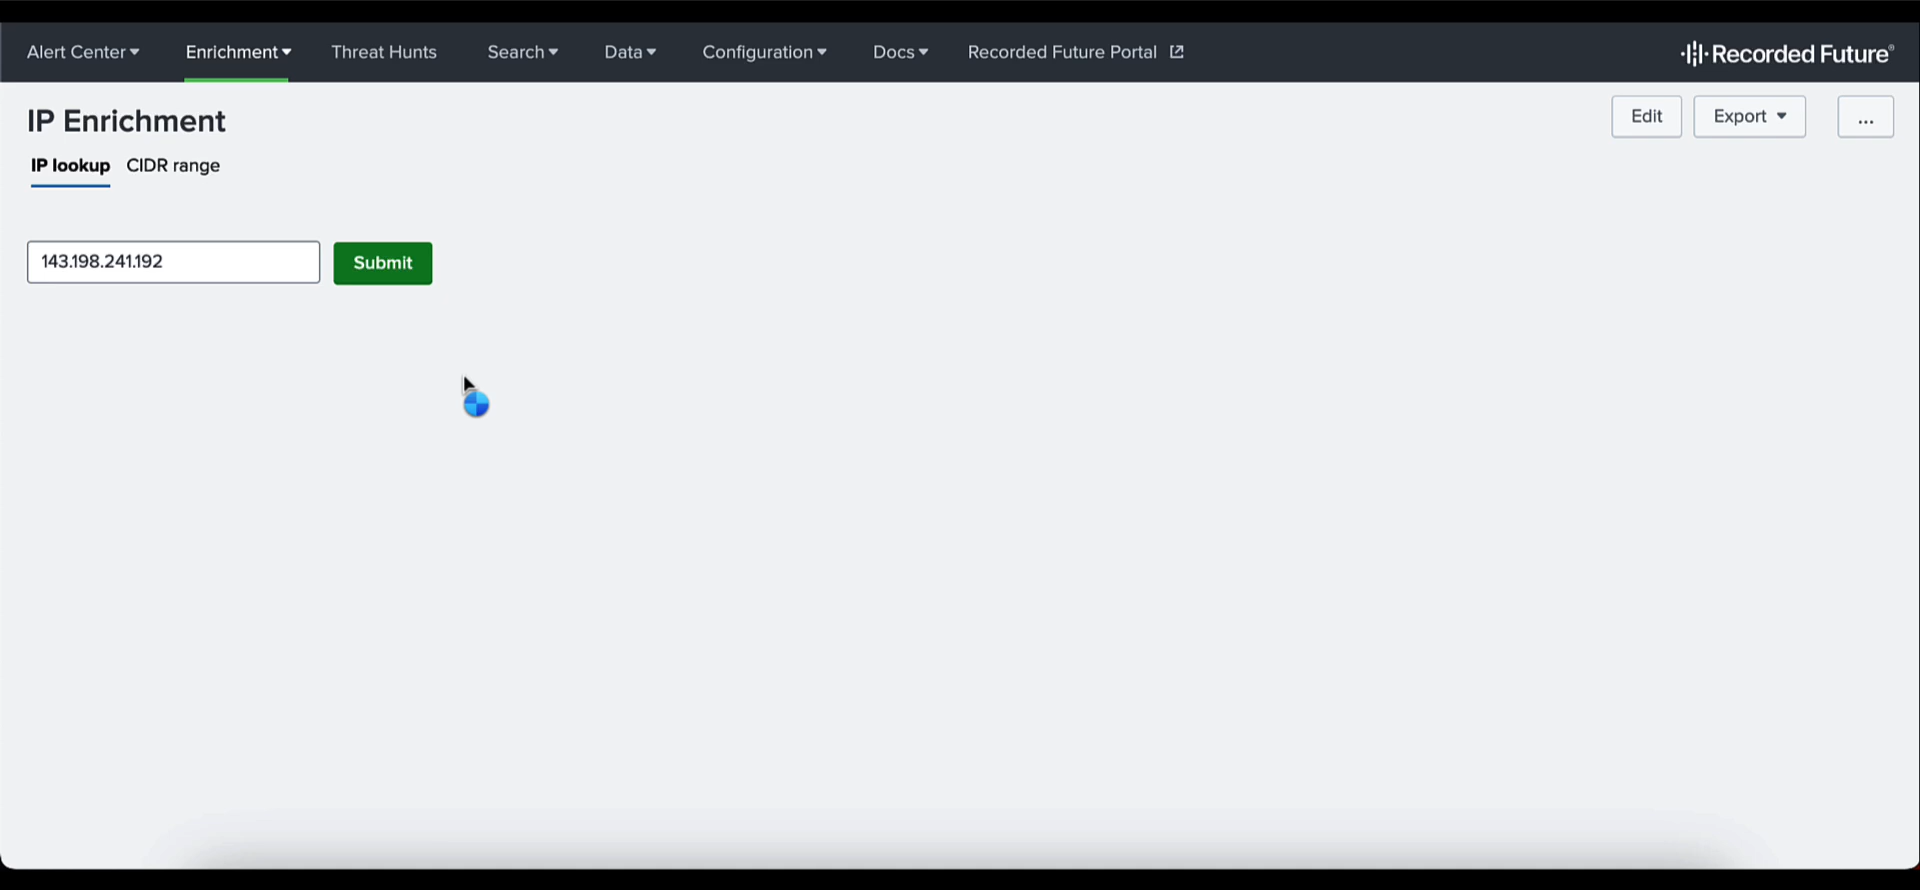 Alert Center Enrichment Threat Hunts Search Data Configuration Docs Recorded Future Portal Recorded Future®
IP Enrichment
Edit Export ...
IP lookup CIDR range
143.198.241.192 Submit